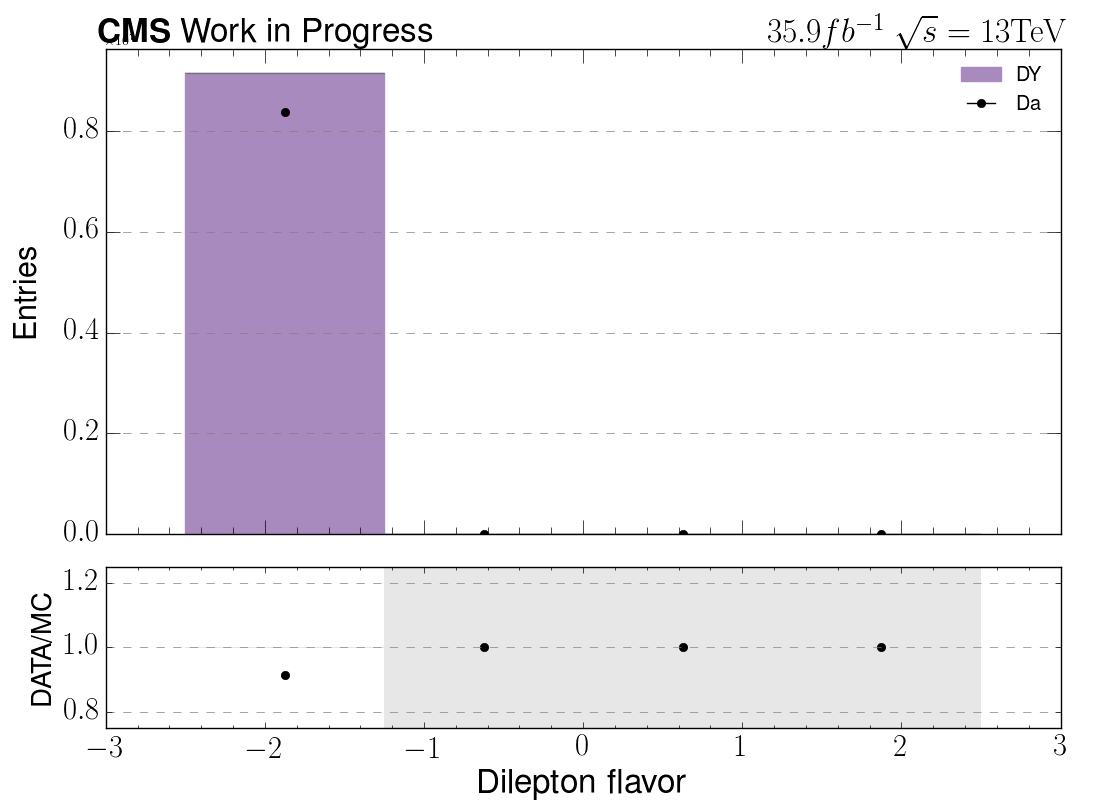 CMS Work in Progress
35.9fb⁻¹ √s = 13TeV
DY
Da
0.8
0.6
0.4
0.2
0.0
Entries
1.2
1.0
0.8
DATA/MC
−3 −2 −1 0 1 2 3
Dilepton flavor